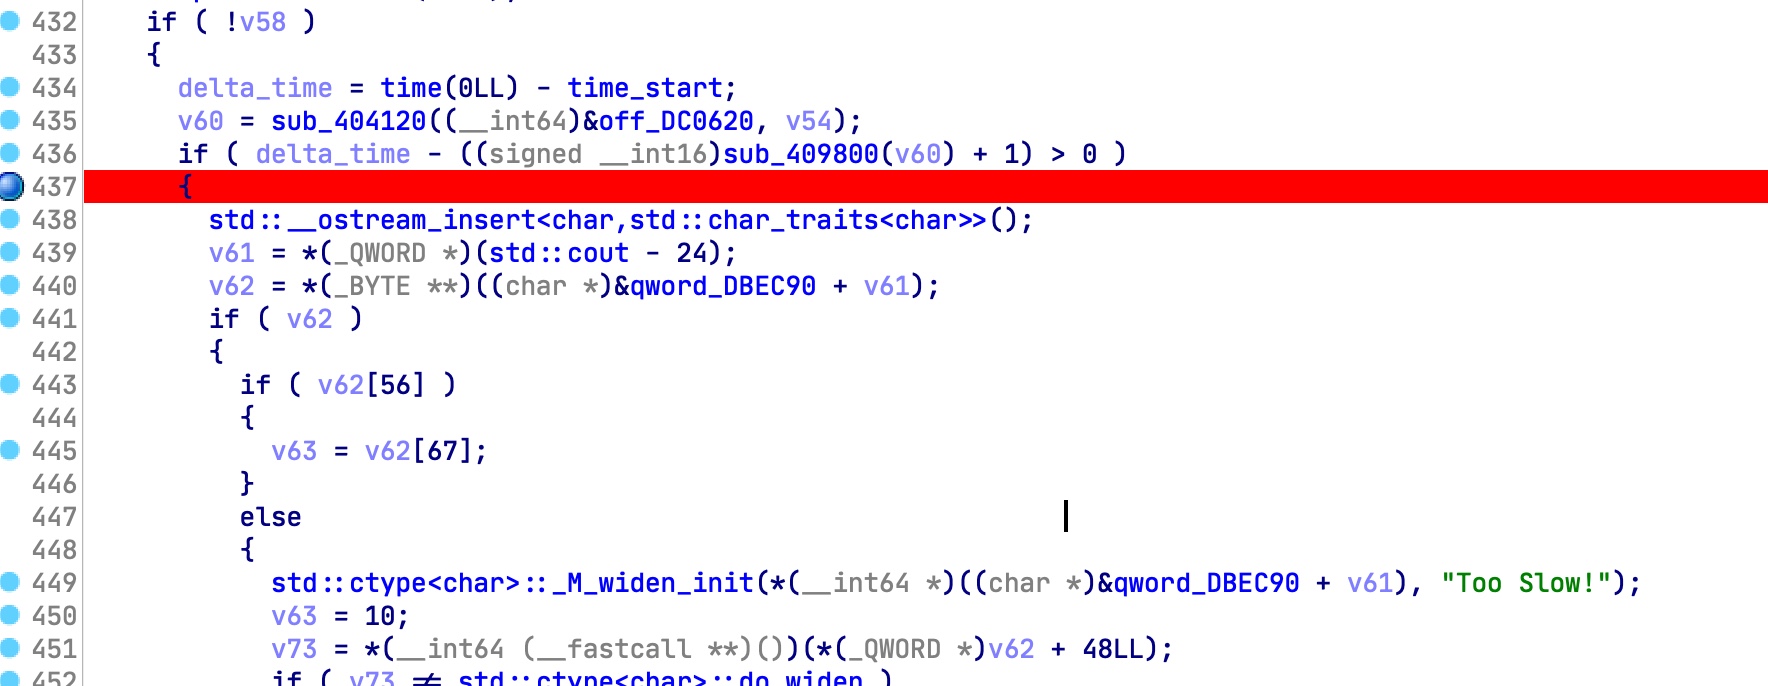 432 if ( !v58 )
433 {
434 delta_time = time(0LL) - time_start;
435 v60 = sub_404120((__int64)&off_DC0620, v54);
436 if ( delta_time - ((signed __int16)sub_409800(v60) + 1) > 0 )
437 {
438 std::__ostream_insert<char,std::char_traits<char>>();
439 v61 = *(_QWORD *)(std::cout - 24);
440 v62 = *(_BYTE **)((char *)&qword_DBEC90 + v61);
441 if ( v62 )
442 {
443 if ( v62[56] )
444 {
445 v63 = v62[67];
446 }
447 else
448 {
449 std::ctype<char>::_M_widen_init(*(__int64 *)((char *)&qword_DBEC90 + v61), "Too Slow!");
450 v63 = 10;
451 v73 = *(__int64 (__fastcall **)())(*(_QWORD *)v62 + 48LL);
452 if ( v73 ≠ std::ctype<char>::do_widen )